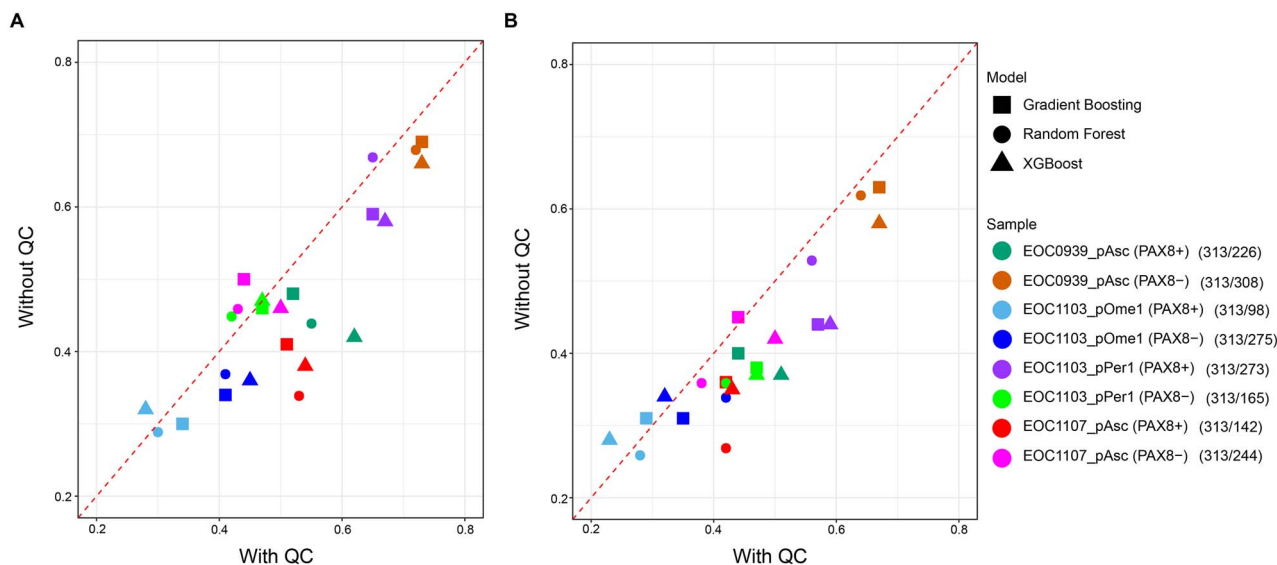 A
0.8
0.6
0.4
0.2
Without QC
0.2
0.4
0.6
0.8
With QC
B
0.8
0.6
0.4
0.2
Without QC
0.2
0.4
0.6
0.8
With QC
Model
Gradient Boosting
Random Forest
XGBoost
Sample
EOC0939_pAsc (PAX8+) (313/226)
EOC0939_pAsc (PAX8−) (313/308)
EOC1103_pOme1 (PAX8+) (313/98)
EOC1103_pOme1 (PAX8−) (313/275)
EOC1103_pPer1 (PAX8+) (313/273)
EOC1103_pPer1 (PAX8−) (313/165)
EOC1107_pAsc (PAX8+) (313/142)
EOC1107_pAsc (PAX8−) (313/244)